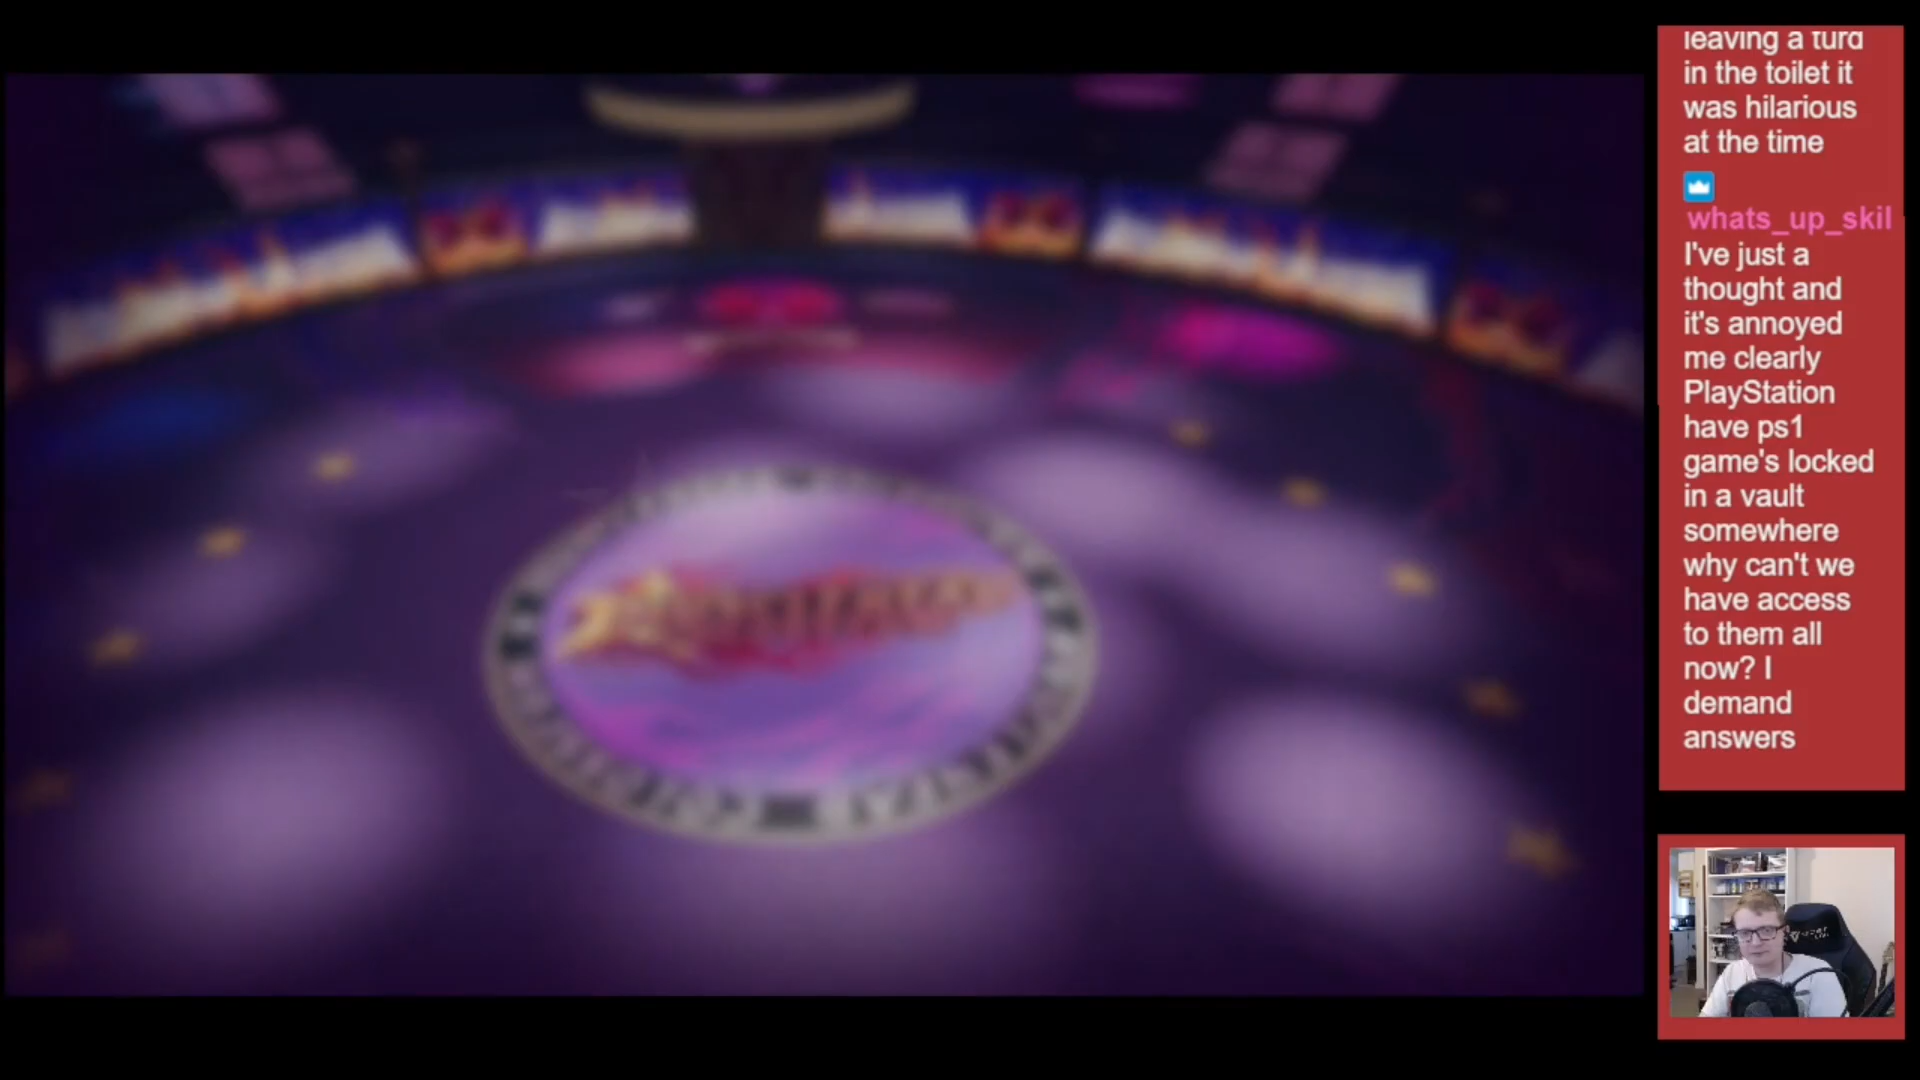 leaving a turd
in the toilet it
was hilarious
at the time
whats_up_skil
I've just a
thought and
it's annoyed
me clearly
PlayStation
have ps1
game's locked
in a vault
somewhere
why can't we
have access
to them all
now? I
demand
answers